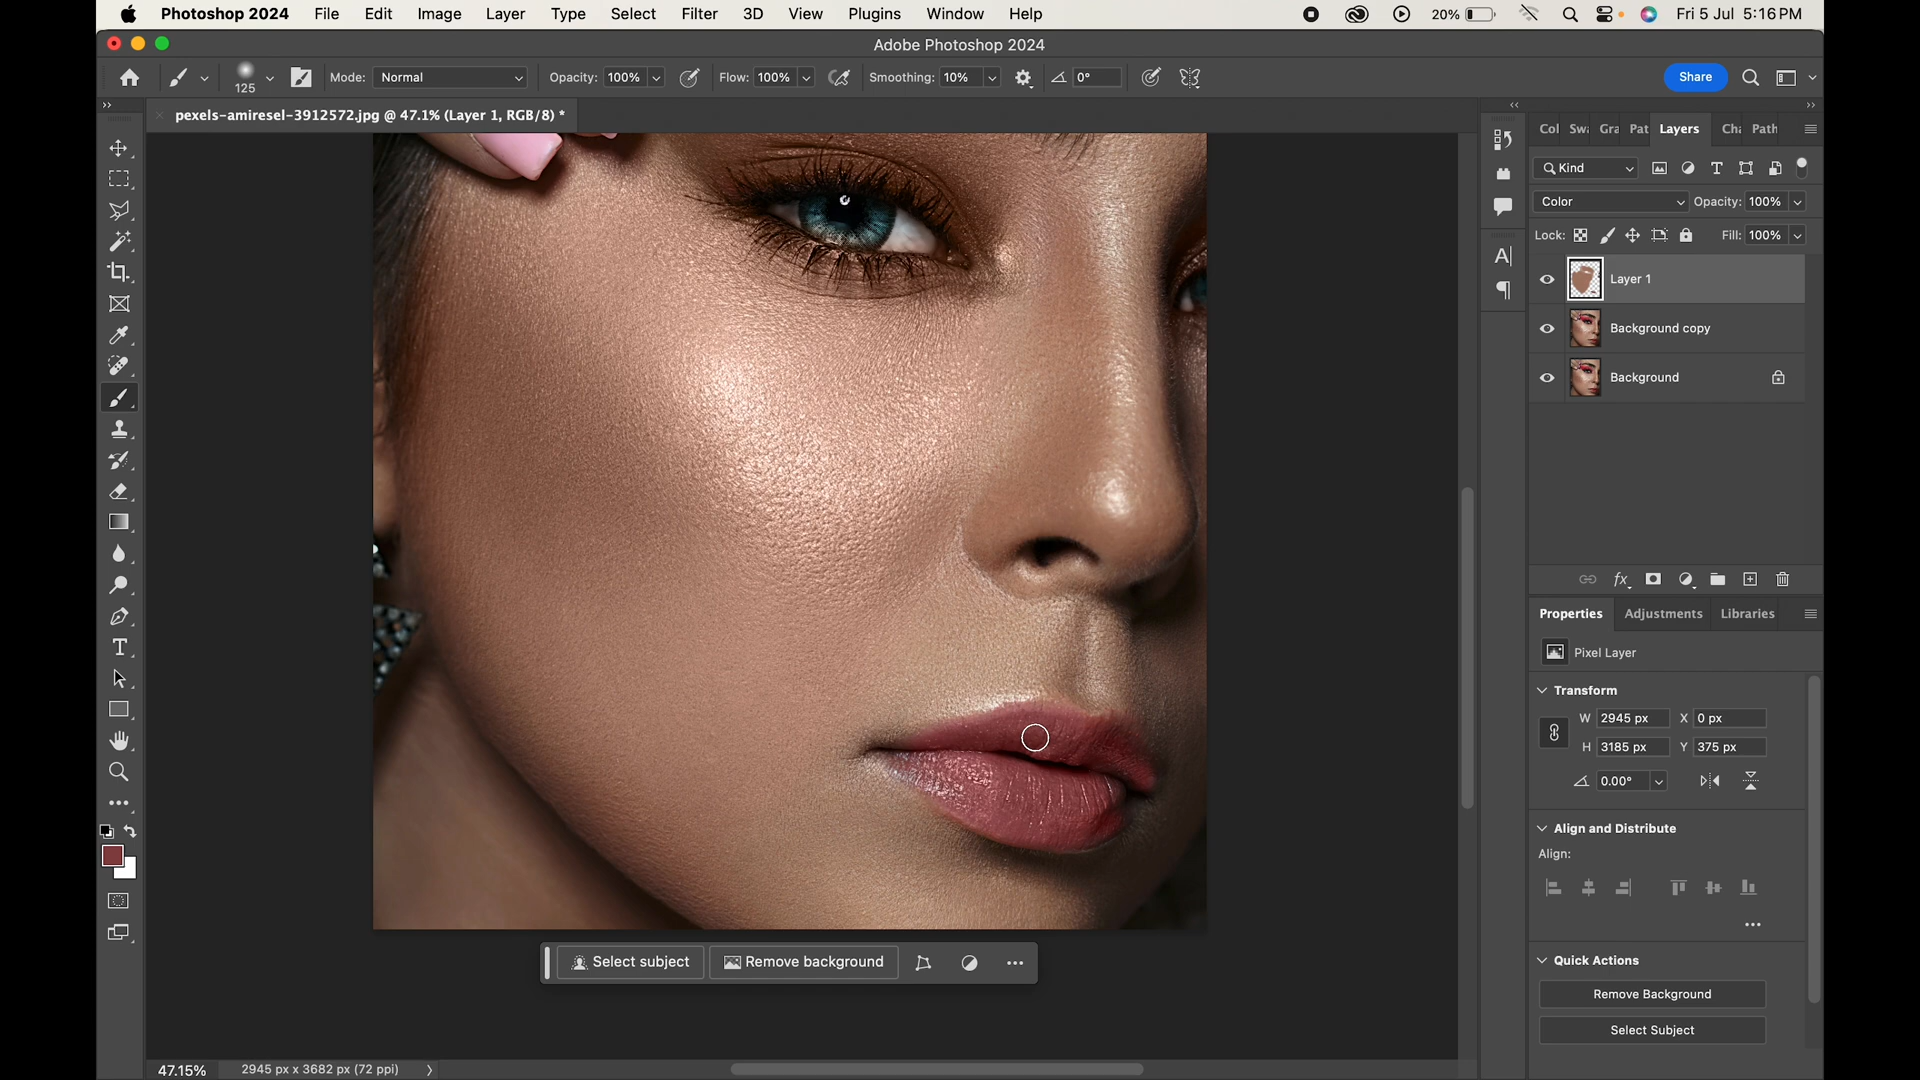 Photoshop 2024 File Edit Image Layer Type Select Filter 3D View Plugins Window Help 20% Fri 5 Jul 5:16 PM
Adobe Photoshop 2024
125 Mode: Normal Opacity: 100% Flow: 100% Smoothing: 10% 0° Share
pexels-amiresel-3912572.jpg @ 47.1% (Layer 1, RGB/8) *
Col Swa Gra Pat Layers Cha Path
Kind
Color Opacity: 100%
Lock: Fill: 100%
Layer 1
Background copy
Background
fx
Properties Adjustments Libraries
Pixel Layer
Transform
W 2945 px X 0 px
H 3185 px Y 375 px
0.00°
Align and Distribute
Align:
Quick Actions
Remove Background
Select Subject
Select subject Remove background
47.15% 2945 px x 3682 px (72 ppi)